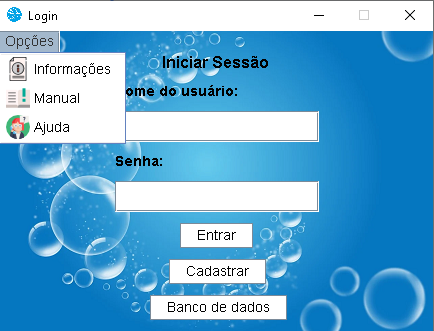 Login
Opções
Informações
Manual
Ajuda
Iniciar Sessão
ome do usuário:
Senha:
Entrar
Cadastrar
Banco de dados